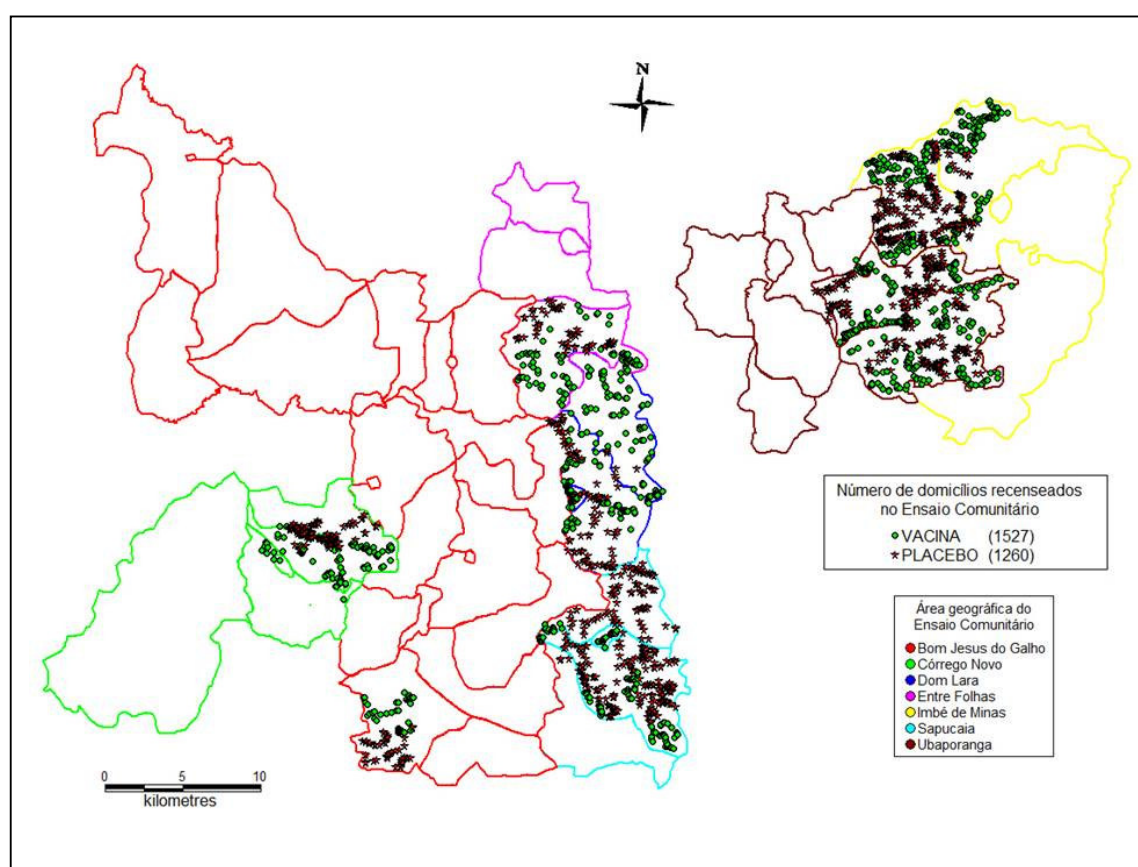 N
Número de domicílios recenseados
no Ensaio Comunitário
VACINA (1527)
PLACEBO (1260)
Área geográfica do
Ensaio Comunitário
Bom Jesus do Galho
Córrego Novo
Dom Lara
Entre Folhas
Imbé de Minas
Sapucaia
Ubaporanga
0 5 10
kilometres